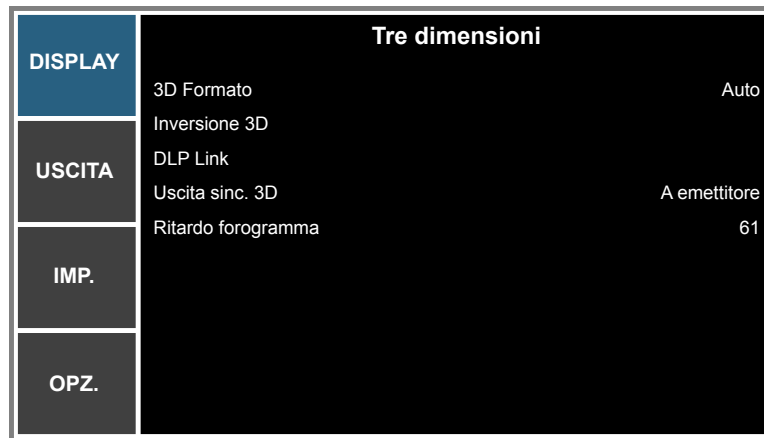 Tre dimensioni
DISPLAY
3D Formato Auto
Inversione 3D
USCITA
DLP Link
Uscita sinc. 3D A emettitore
Ritardo forogramma 61
IMP.
OPZ.